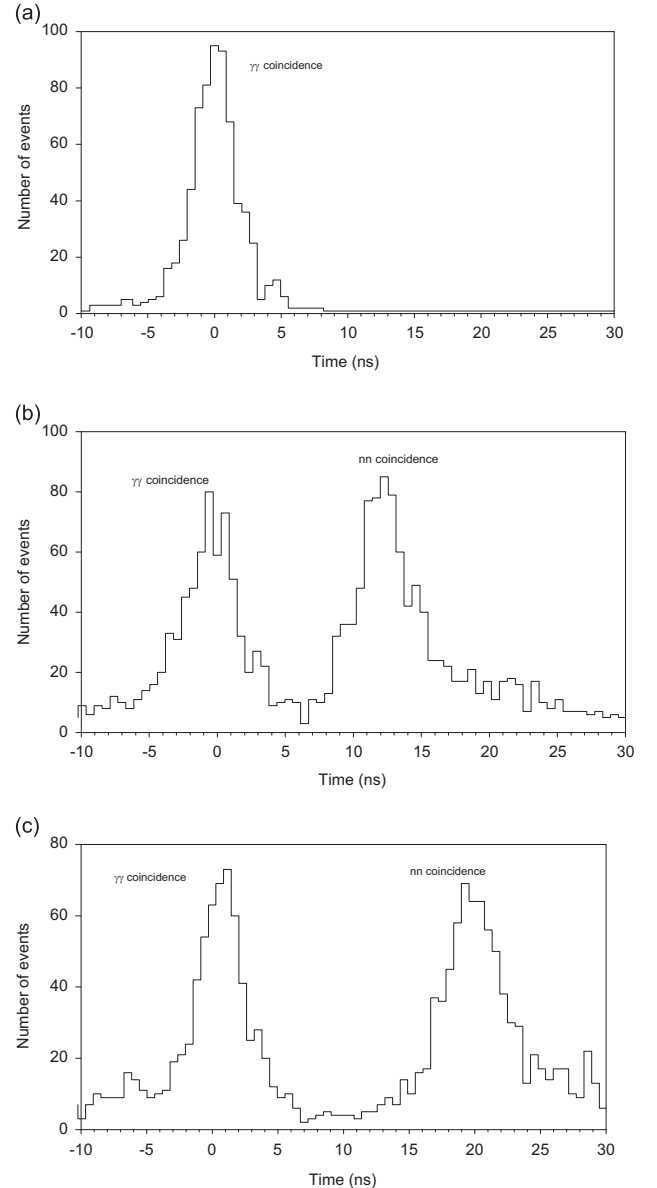 (a)
100
80
60
40
20
0
Number of events
γγ coincidence
-10 -5 0 5 10 15 20 25 30
Time (ns)
(b)
100
80
60
40
20
0
Number of events
γγ coincidence
nn coincidence
-10 -5 0 5 10 15 20 25 30
Time (ns)
(c)
80
60
40
20
0
Number of events
γγ coincidence
nn coincidence
-10 -5 0 5 10 15 20 25 30
Time (ns)